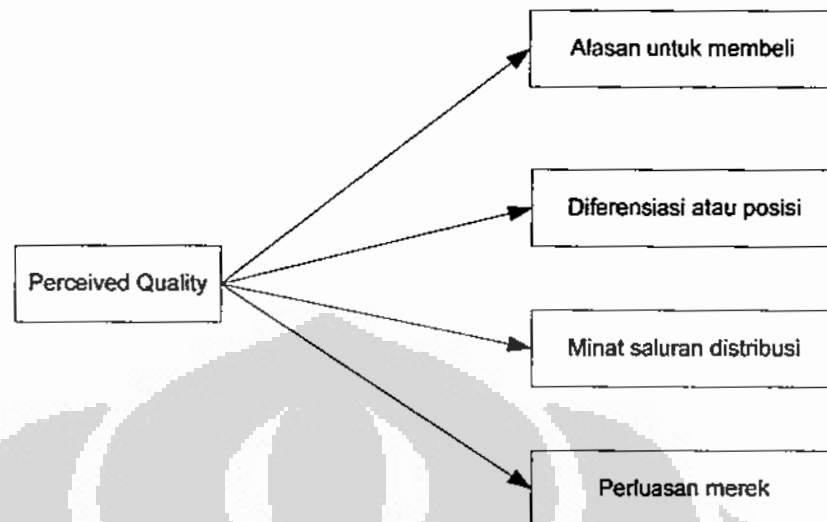 Alasan untuk membeli
Diferensiasi atau posisi
Perceived Quality
Minat saluran distribusi
Perluasan merek